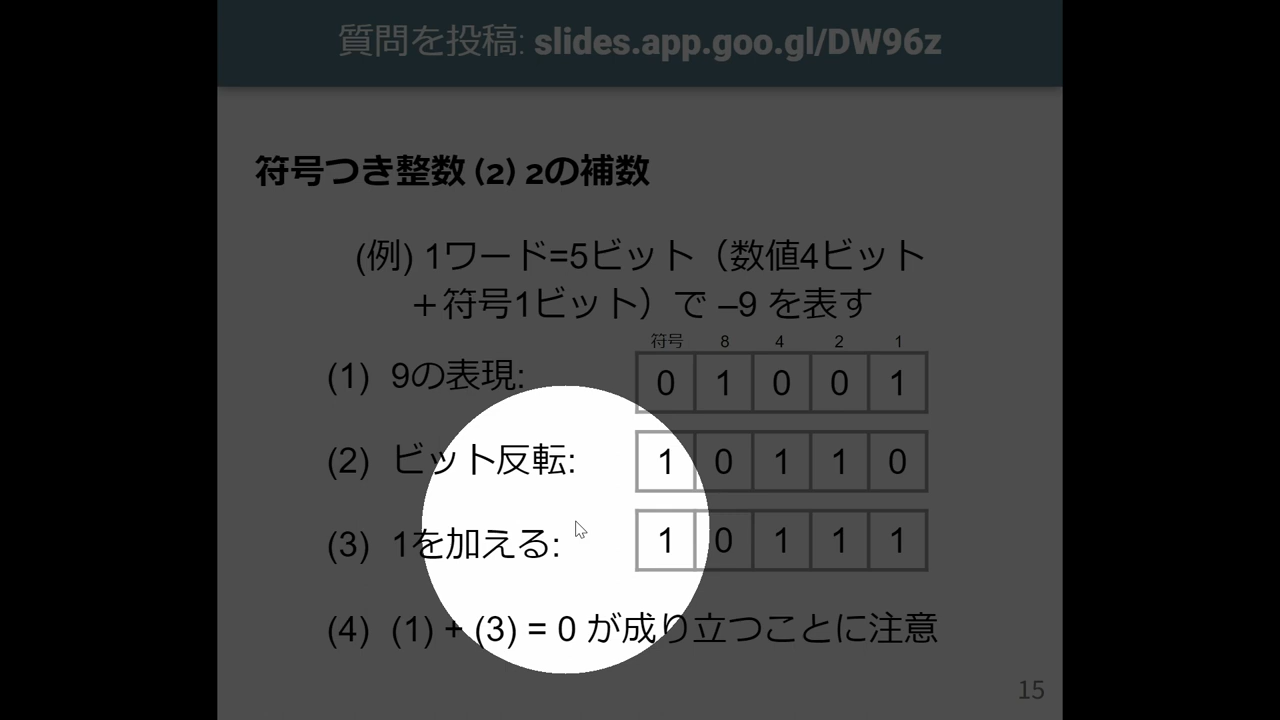 質問を投稿: slides.app.goo.gl/DW96z
符号つき整数 (2) 2の補数
(例) 1ワード=5ビット（数値4ビット
＋符号1ビット）で –9 を表す
符号 8 4 2 1
(1) 9の表現: 0 1 0 0 1
(2) ビット反転: 1 0 1 1 0
(3) 1を加える: 1 0 1 1 1
(4) (1) + (3) = 0 が成り立つことに注意
15